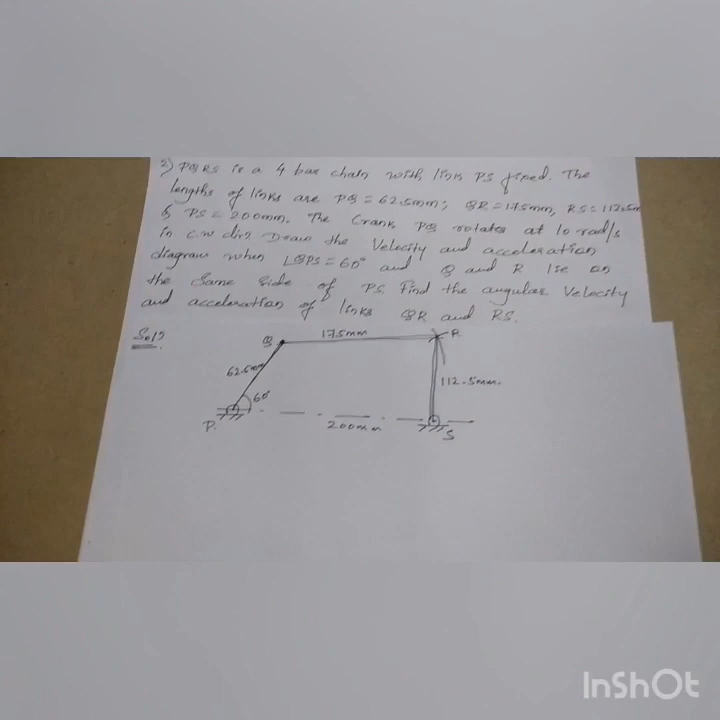 2) PQRS is a 4 bar chain with link PS fixed. The
lengths of links are PQ = 62.5mm; QR = 175mm, RS = 112.5m
& PS = 200mm. The Crank PQ rotates at 10 rad/s
in c.w dirn Draw the Velocity and acceleration
diagram when LQPS = 60° and Q and R lie on
the Same Side of PS. Find the angular Velocity
and acceleration of links QR and RS.
Soln
Q 175mm R
62.5mm
112.5mm.
60°
P. 200mm S
InShOt